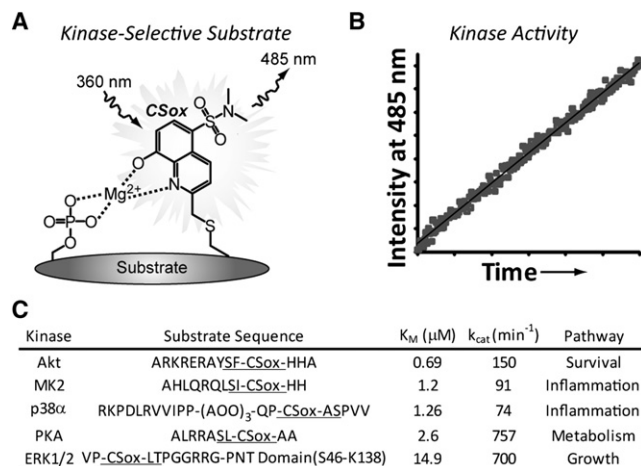 A
Kinase-Selective Substrate
360 nm
485 nm
CSox
O
S
O
N
O
N
Mg2+
O
O
P
O
O
S
Substrate
B
Kinase Activity
Intensity at 485 nm
Time
C
Kinase Substrate Sequence KM (μM) kcat (min-1) Pathway
Akt ARKRERAYSF-CSox-HHA 0.69 150 Survival
MK2 AHLQRQLSI-CSox-HH 1.2 91 Inflammation
p38α RKPDLRVVIPP-(AOO)3-QP-CSox-ASPVV 1.26 74 Inflammation
PKA ALRRASL-CSox-AA 2.6 757 Metabolism
ERK1/2 VP-CSox-LTPGGRRG-PNT Domain(S46-K138) 14.9 700 Growth